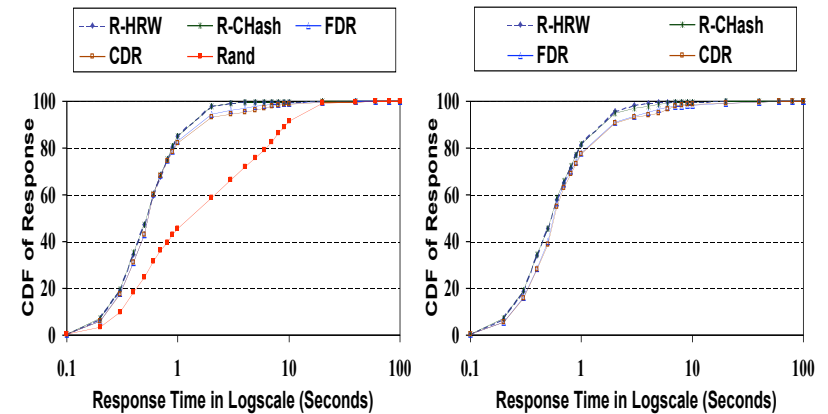 R-HRW R-CHash FDR
CDR Rand
CDF of Response
100
80
60
40
20
0
0.1 1 10 100
Response Time in Logscale (Seconds)
R-HRW R-CHash
FDR CDR
CDF of Response
100
80
60
40
20
0
0.1 1 10 100
Response Time in Logscale (Seconds)